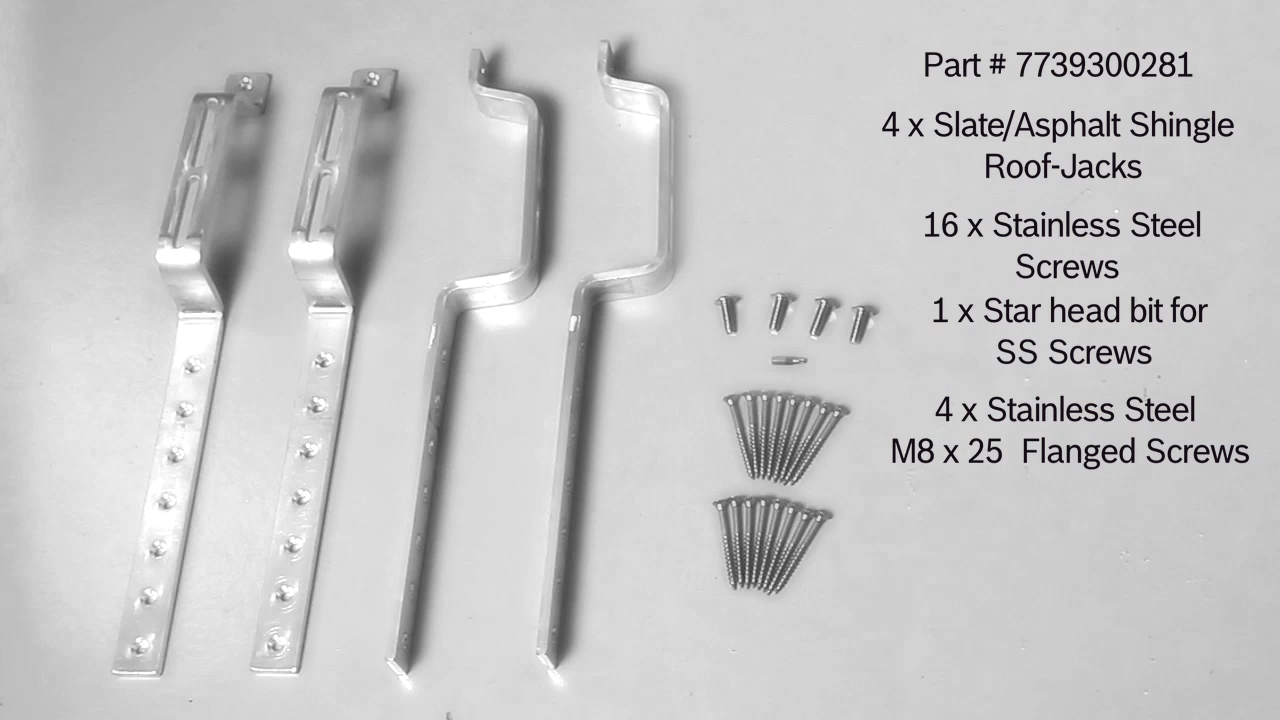 Part # 7739300281
4 x Slate/Asphalt Shingle
Roof-Jacks
16 x Stainless Steel
Screws
1 x Star head bit for
SS Screws
4 x Stainless Steel
M8 x 25  Flanged Screws